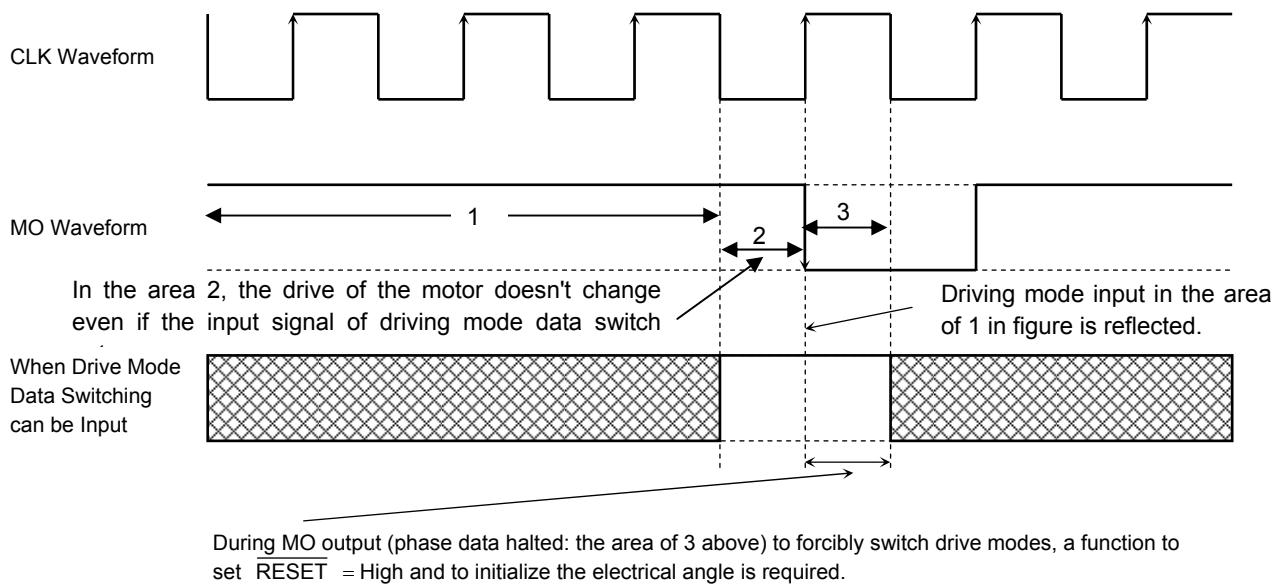 CLK Waveform
MO Waveform
1
2
3
In the area 2, the drive of the motor doesn't change
even if the input signal of driving mode data switch
Driving mode input in the area
of 1 in figure is reflected.
When Drive Mode
Data Switching
can be Input
During MO output (phase data halted: the area of 3 above) to forcibly switch drive modes, a function to
set RESET = High and to initialize the electrical angle is required.